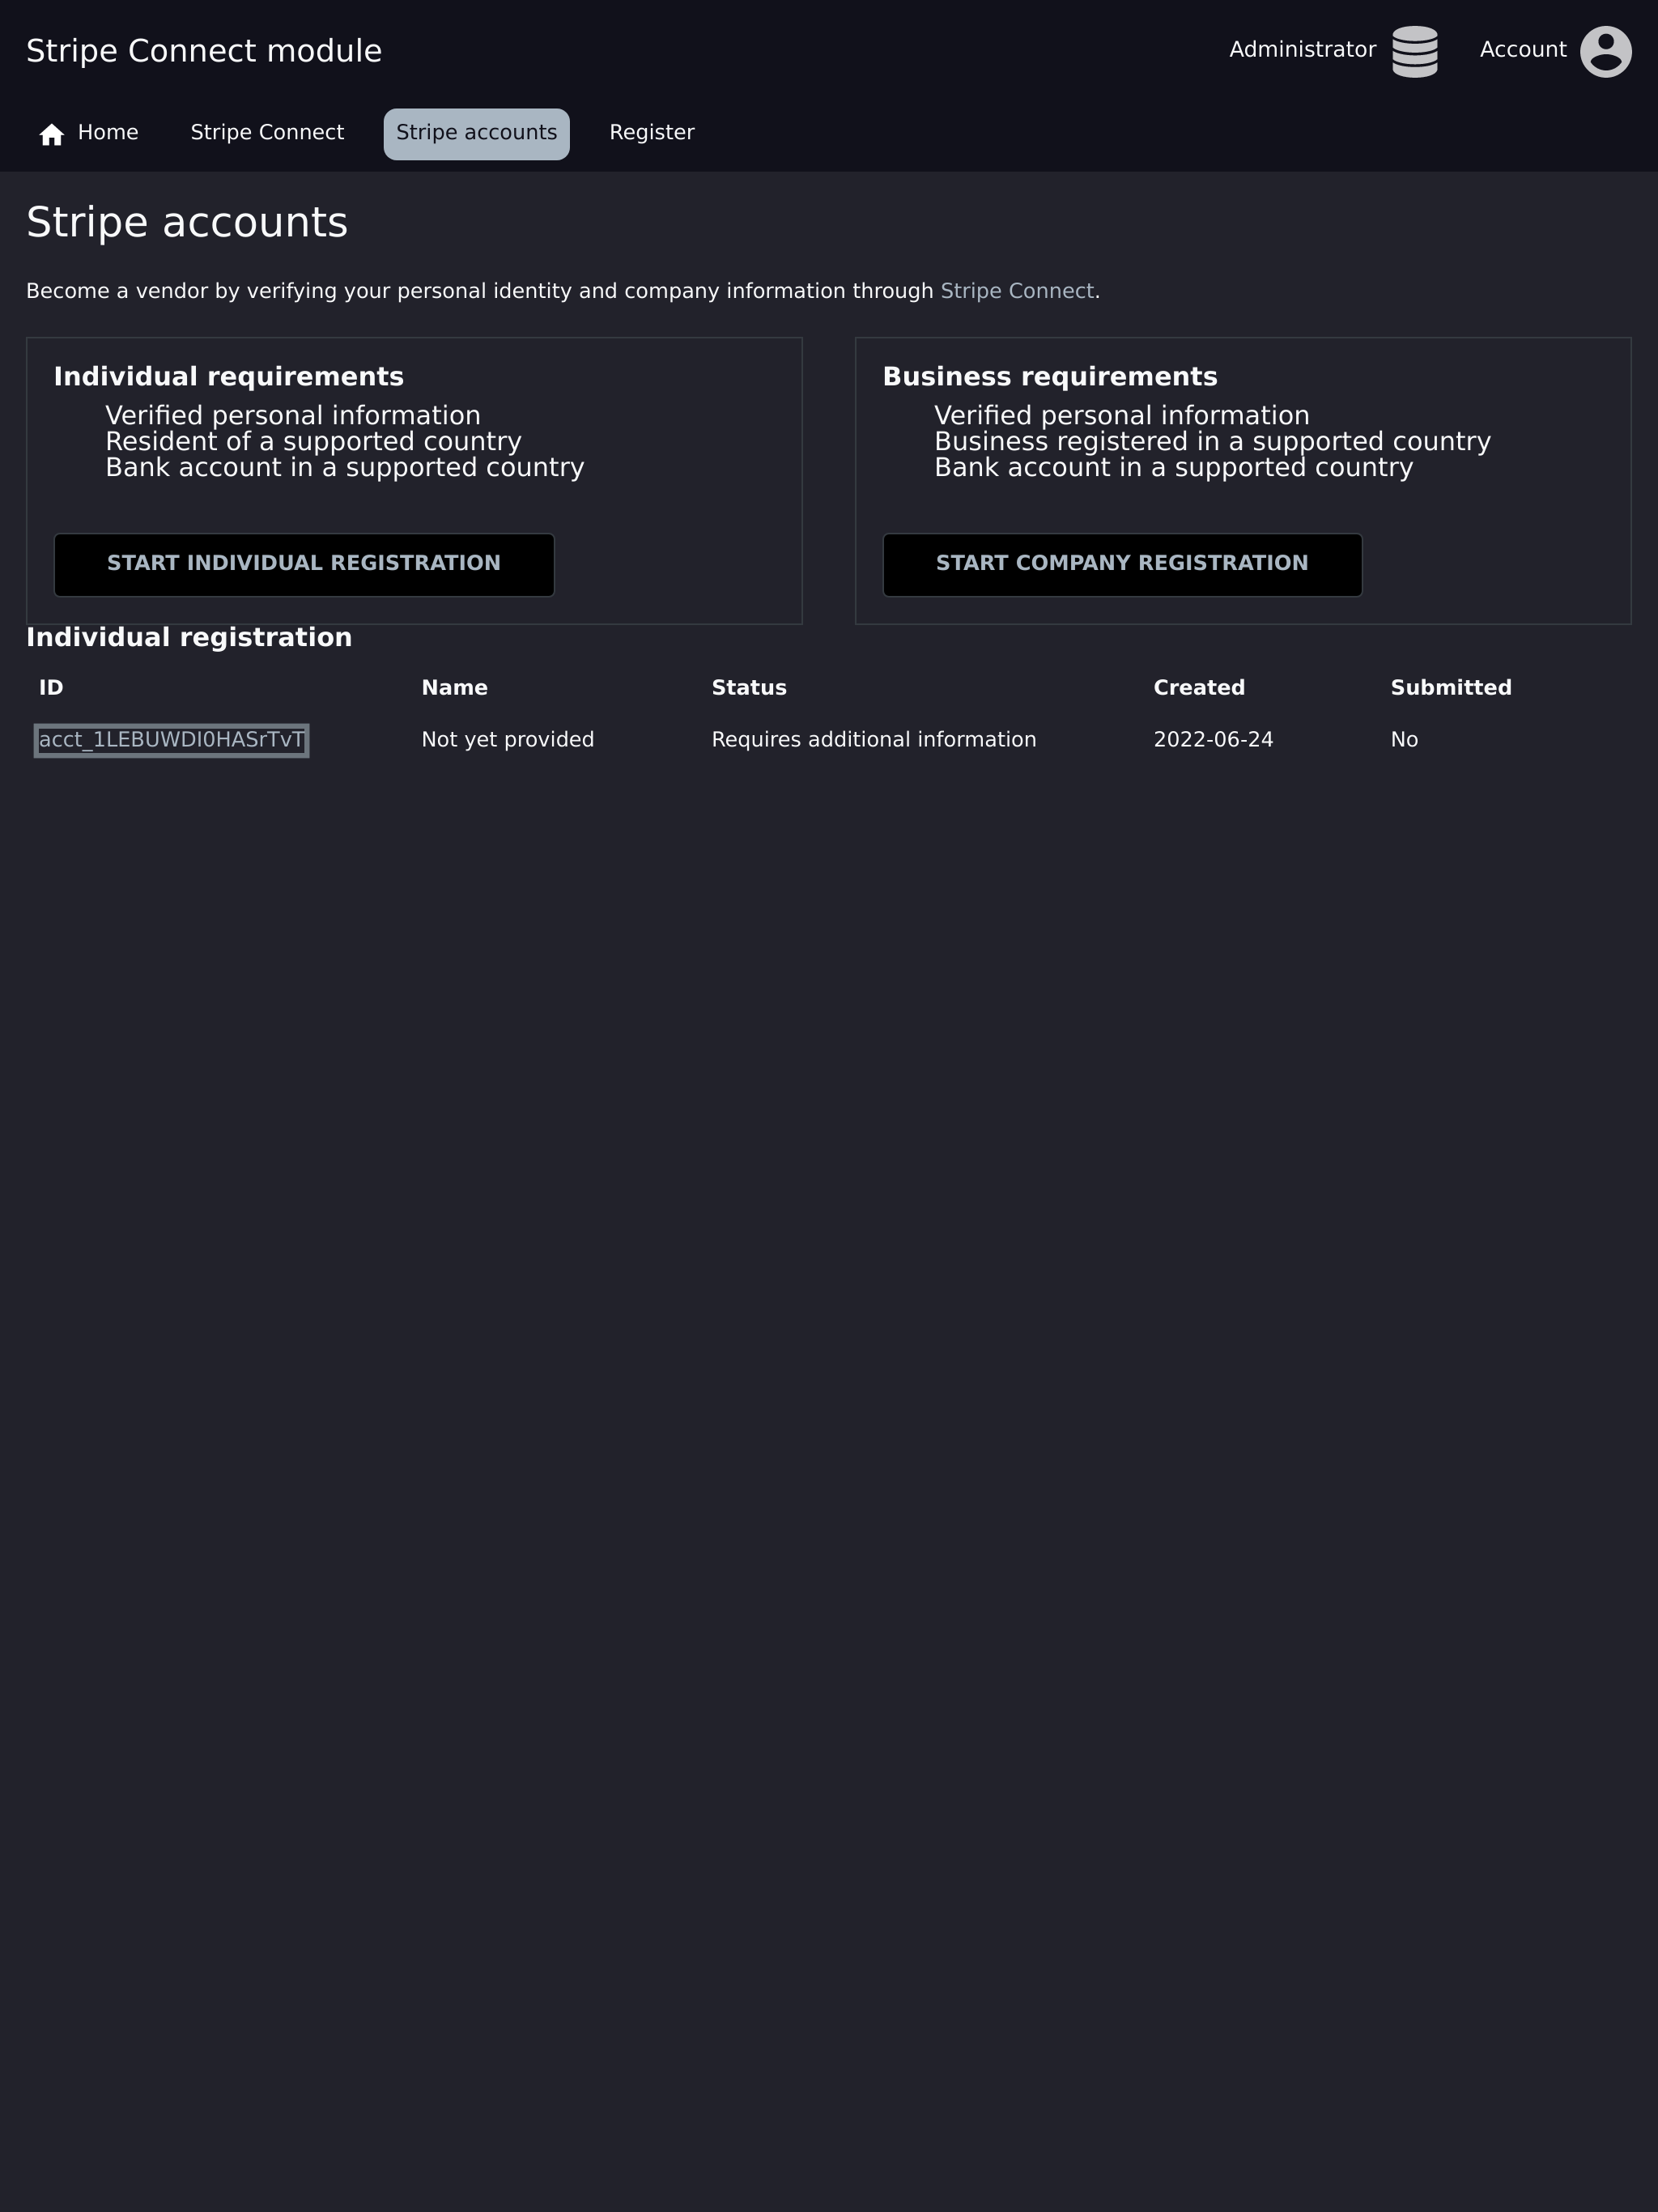 Stripe Connect module
Administrator
Account
Home
Stripe Connect
Stripe accounts
Register
Stripe accounts
Become a vendor by verifying your personal identity and company information through Stripe Connect.
Individual requirements
Verified personal information
Resident of a supported country
Bank account in a supported country
START INDIVIDUAL REGISTRATION
Business requirements
Verified personal information
Business registered in a supported country
Bank account in a supported country
START COMPANY REGISTRATION
Individual registration
ID Name Status Created Submitted
acct_1LEBUWDI0HASrTvT Not yet provided Requires additional information 2022-06-24 No